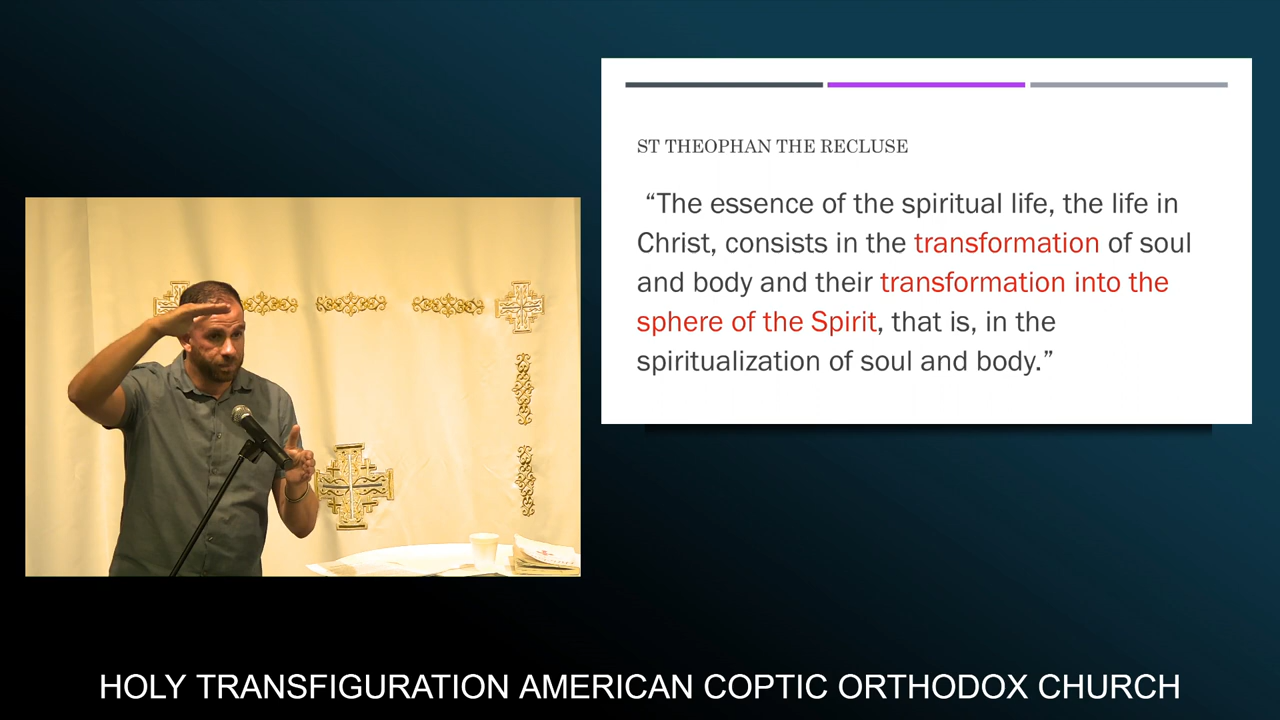 ST THEOPHAN THE RECLUSE
“The essence of the spiritual life, the life in
Christ, consists in the transformation of soul
and body and their transformation into the
sphere of the Spirit, that is, in the
spiritualization of soul and body.”
HOLY TRANSFIGURATION AMERICAN COPTIC ORTHODOX CHURCH